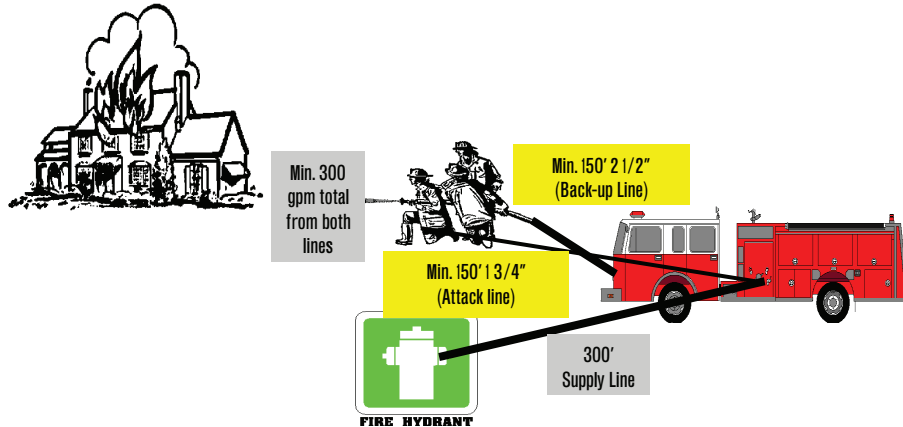 Min. 300
gpm total
from both
lines
Min. 150' 2 1/2"
(Back-up Line)
Min. 150' 1 3/4"
(Attack line)
300'
Supply Line
FIRE HYDRANT